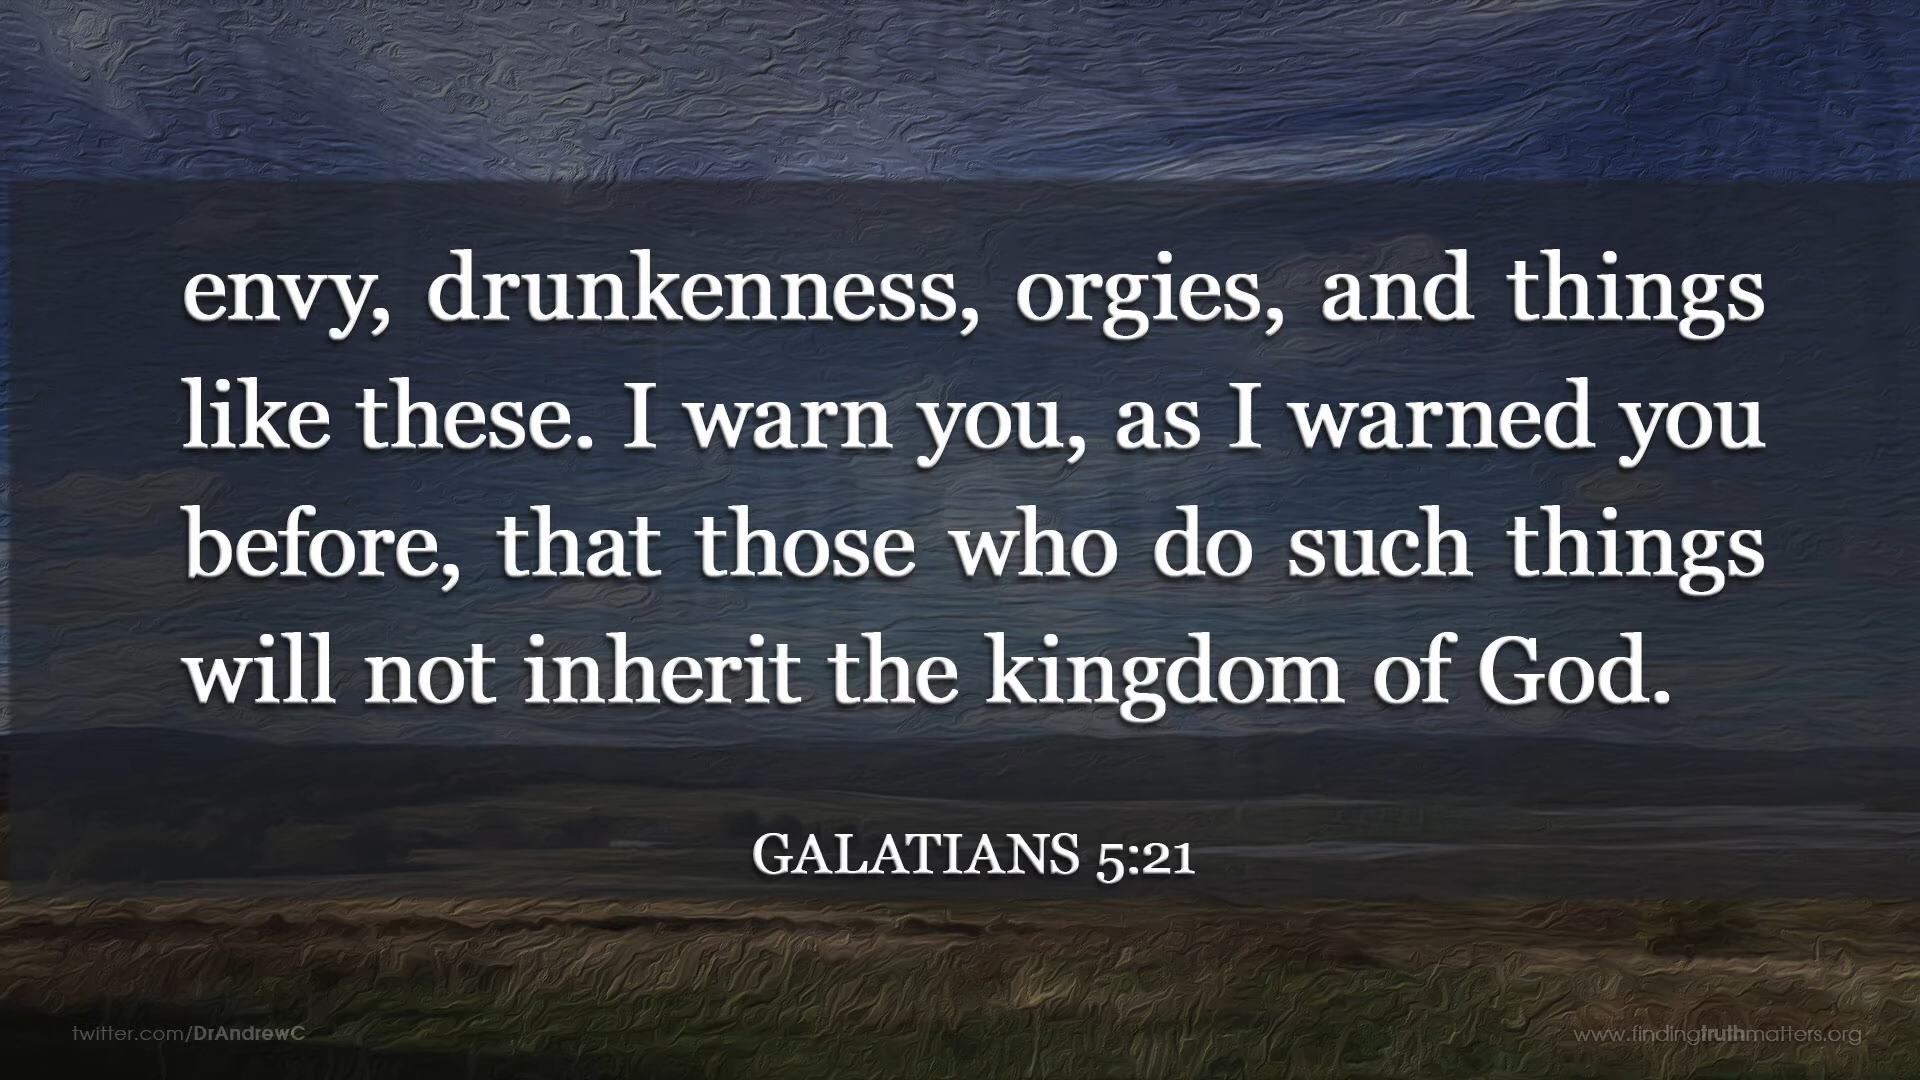 envy, drunkenness, orgies, and things
like these. I warn you, as I warned you
before, that those who do such things
will not inherit the kingdom of God.
GALATIANS 5:21
twitter.com/DrAndrewC
www.findingtruthmatters.org